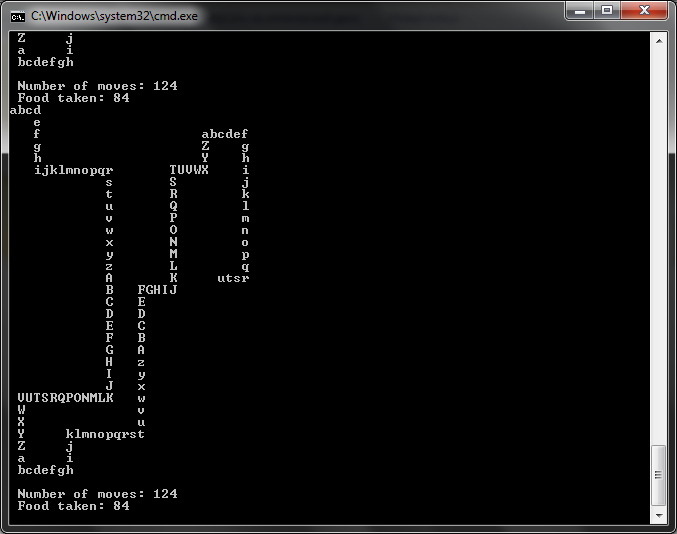 C:\Windows\system32\cmd.exe
 Z     j
 a     i
 bcdefgh

 Number of moves: 124
 Food taken: 84
abcd
   e
   f                    abcdef
   g                    Z    g
   h                    Y    h
   ijklmnopqr       TUVWX    i
            s       S        j
            t       R        k
            u       Q        l
            v       P        m
            w       O        n
            x       N        o
            y       M        p
            z       L        q
            A       K     utsr
            B   FGHIJ
            C   E
            D   D
            E   C
            F   B
            G   A
            H   z
            I   y
            J   x
 VUTSRQPONMLK   w
 W              v
 X              u
 Y     klmnopqrst
 Z     j
 a     i
 bcdefgh

 Number of moves: 124
 Food taken: 84